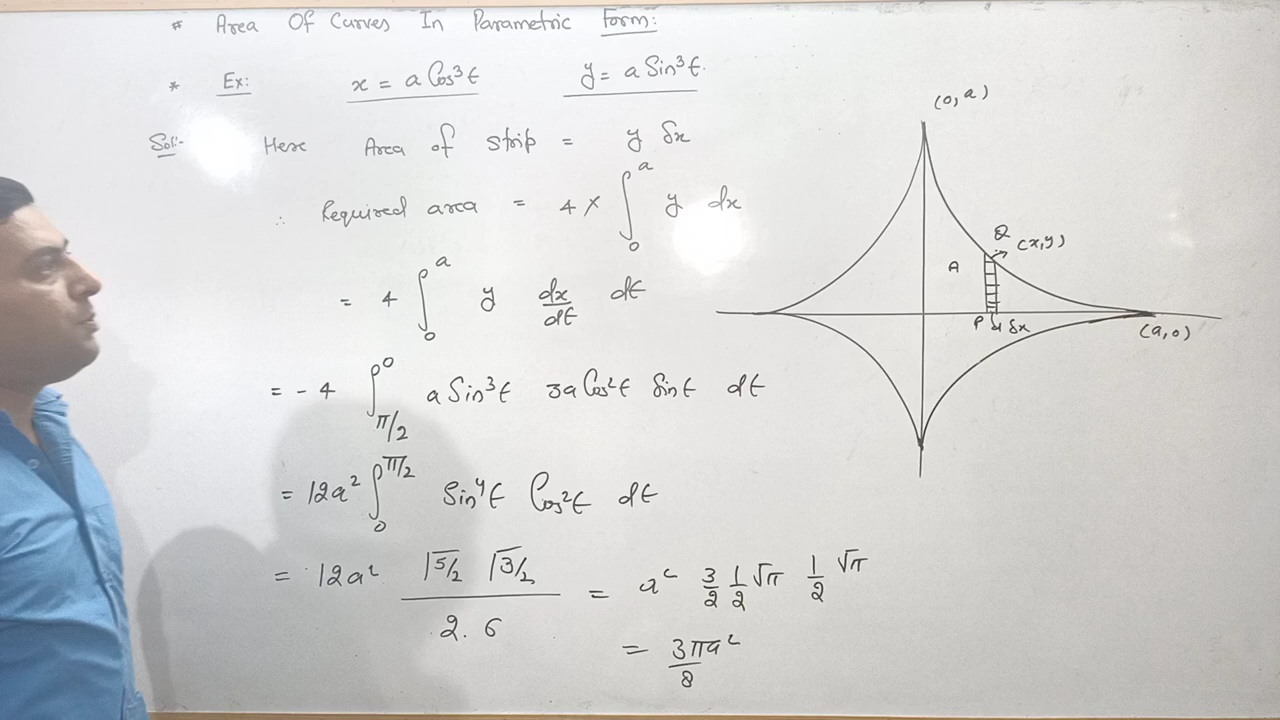 * Area Of Curves In Parametric Form:
* Ex: x = a Cos³t y = a Sin³t.
Sol:- Here Area of strip = y δx
∴ Required area = 4 × ∫₀ᵃ y dx
= 4 ∫₀ᵃ y dx/dt dt
= - 4 ∫_{π/2}^0 a Sin³t 3a Cos²t Sint dt
= 12a² ∫₀^{π/2} Sin⁴t Cos²t dt
= 12a² (Γ5/2 Γ3/2)/(2. 6) = a² 3/2 1/2 √π 1/2 √π
= 3πa²/8
(0, a)
Q (x,y)
A
P δx
(a, 0)